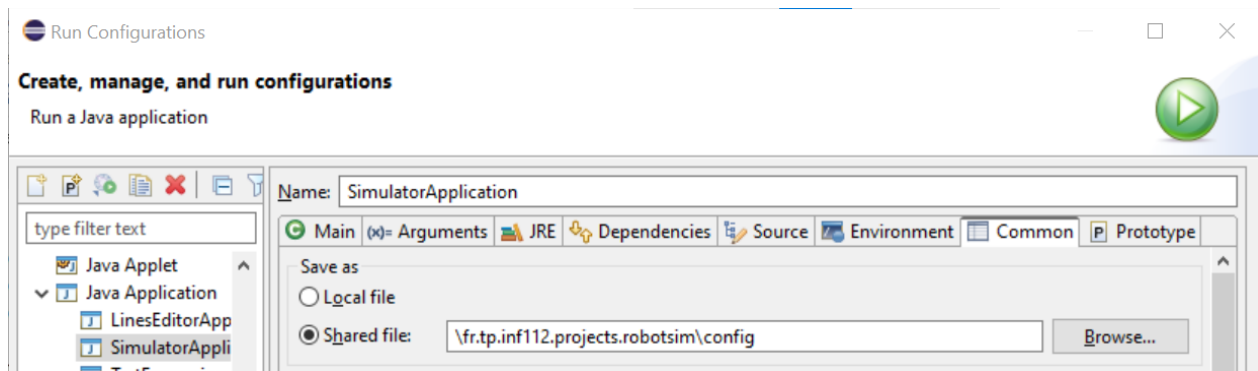 Run Configurations
Create, manage, and run configurations
Run a Java application
Name: SimulatorApplication
type filter text
Main (x)= Arguments JRE Dependencies Source Environment Common P Prototype
Java Applet
Java Application
LinesEditorApp
SimulatorAppli
Save as
Local file
Shared file: \fr.tp.inf112.projects.robotsim\config Browse...